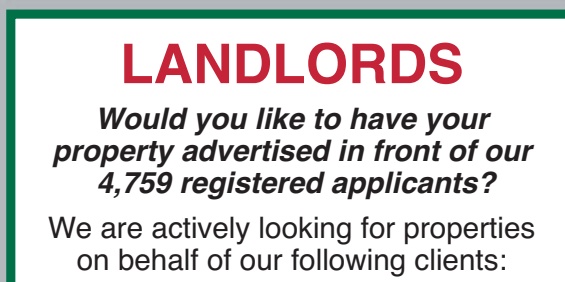 LANDLORDS
Would you like to have your
property advertised in front of our
4,759 registered applicants?
We are actively looking for properties
on behalf of our following clients: